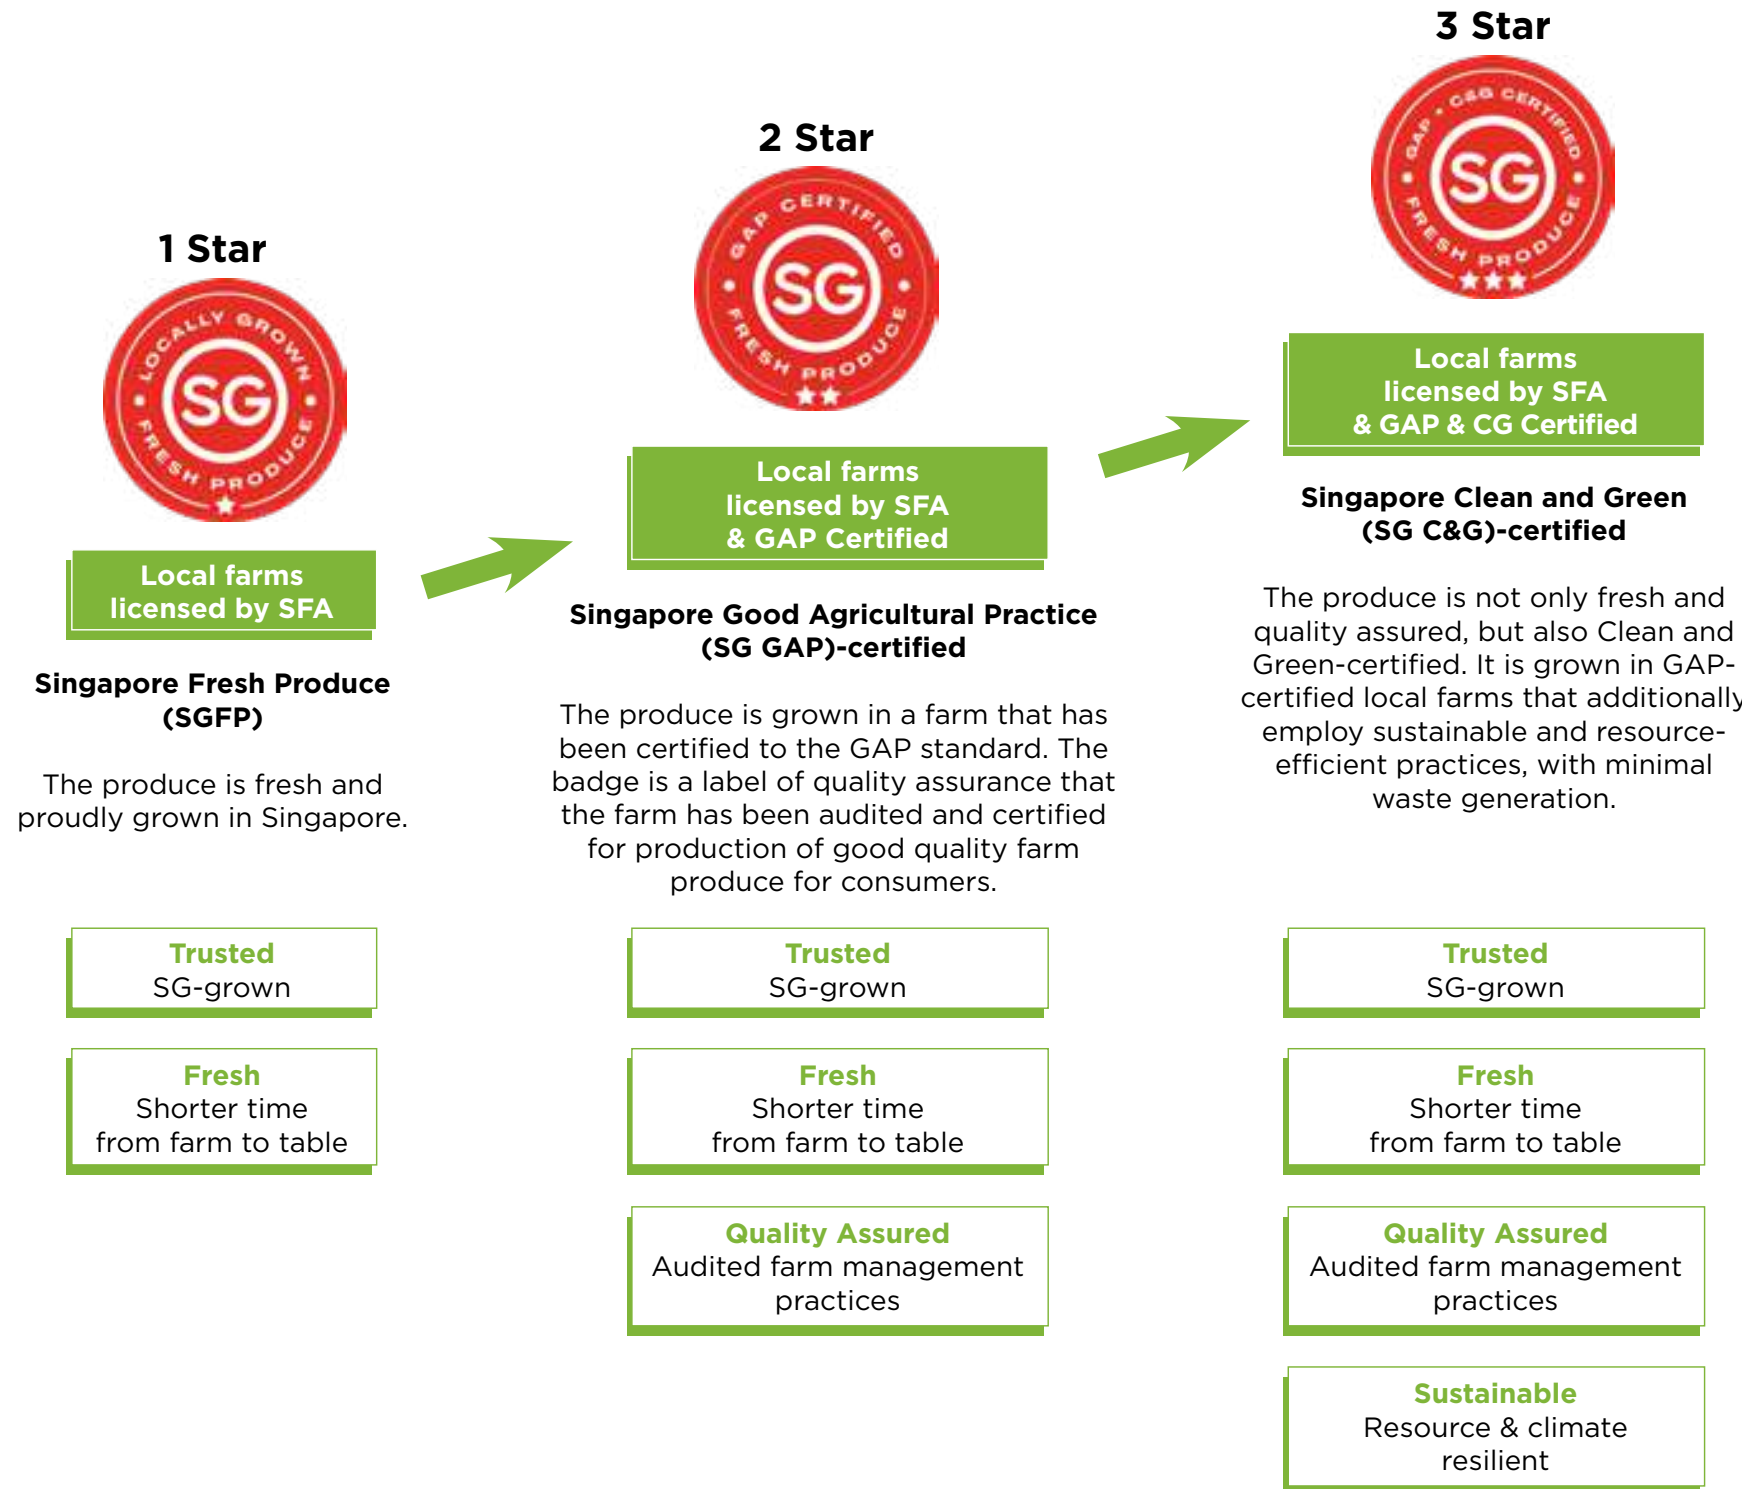 1 Star
LOCALLY GROWN
SG
FRESH PRODUCE
Local farms
licensed by SFA
Singapore Fresh Produce
(SGFP)
The produce is fresh and
proudly grown in Singapore.
Trusted
SG-grown
Fresh
Shorter time
from farm to table
2 Star
GAP CERTIFIED
SG
FRESH PRODUCE
Local farms
licensed by SFA
& GAP Certified
Singapore Good Agricultural Practice
(SG GAP)-certified
The produce is grown in a farm that has
been certified to the GAP standard. The
badge is a label of quality assurance that
the farm has been audited and certified
for production of good quality farm
produce for consumers.
Trusted
SG-grown
Fresh
Shorter time
from farm to table
Quality Assured
Audited farm management
practices
3 Star
GAP • C&G CERTIFIED
SG
FRESH PRODUCE
Local farms
licensed by SFA
& GAP & CG Certified
Singapore Clean and Green
(SG C&G)-certified
The produce is not only fresh and
quality assured, but also Clean and
Green-certified. It is grown in GAP-
certified local farms that additionally
employ sustainable and resource-
efficient practices, with minimal
waste generation.
Trusted
SG-grown
Fresh
Shorter time
from farm to table
Quality Assured
Audited farm management
practices
Sustainable
Resource & climate
resilient